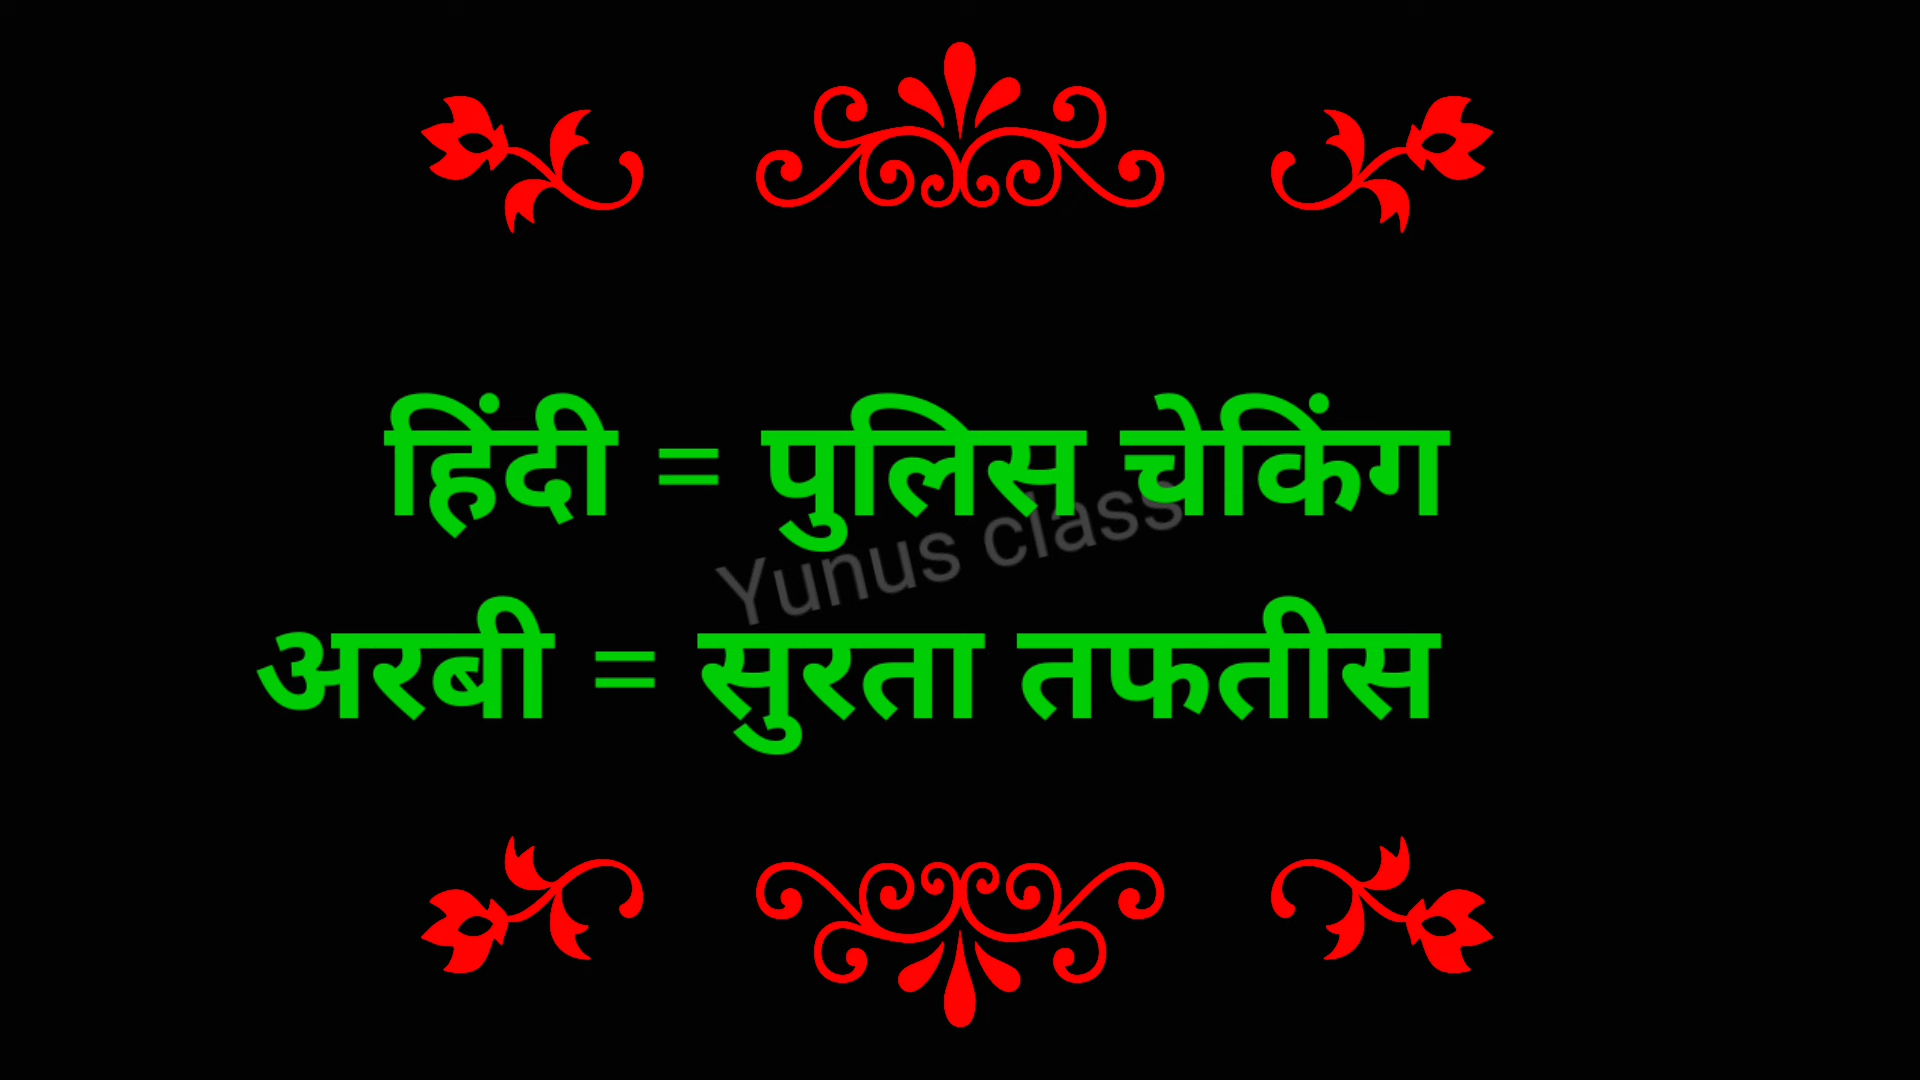 हिंदी = पुलिस चेकिंग
Yunus class
अरबी = सुरता तफतीस